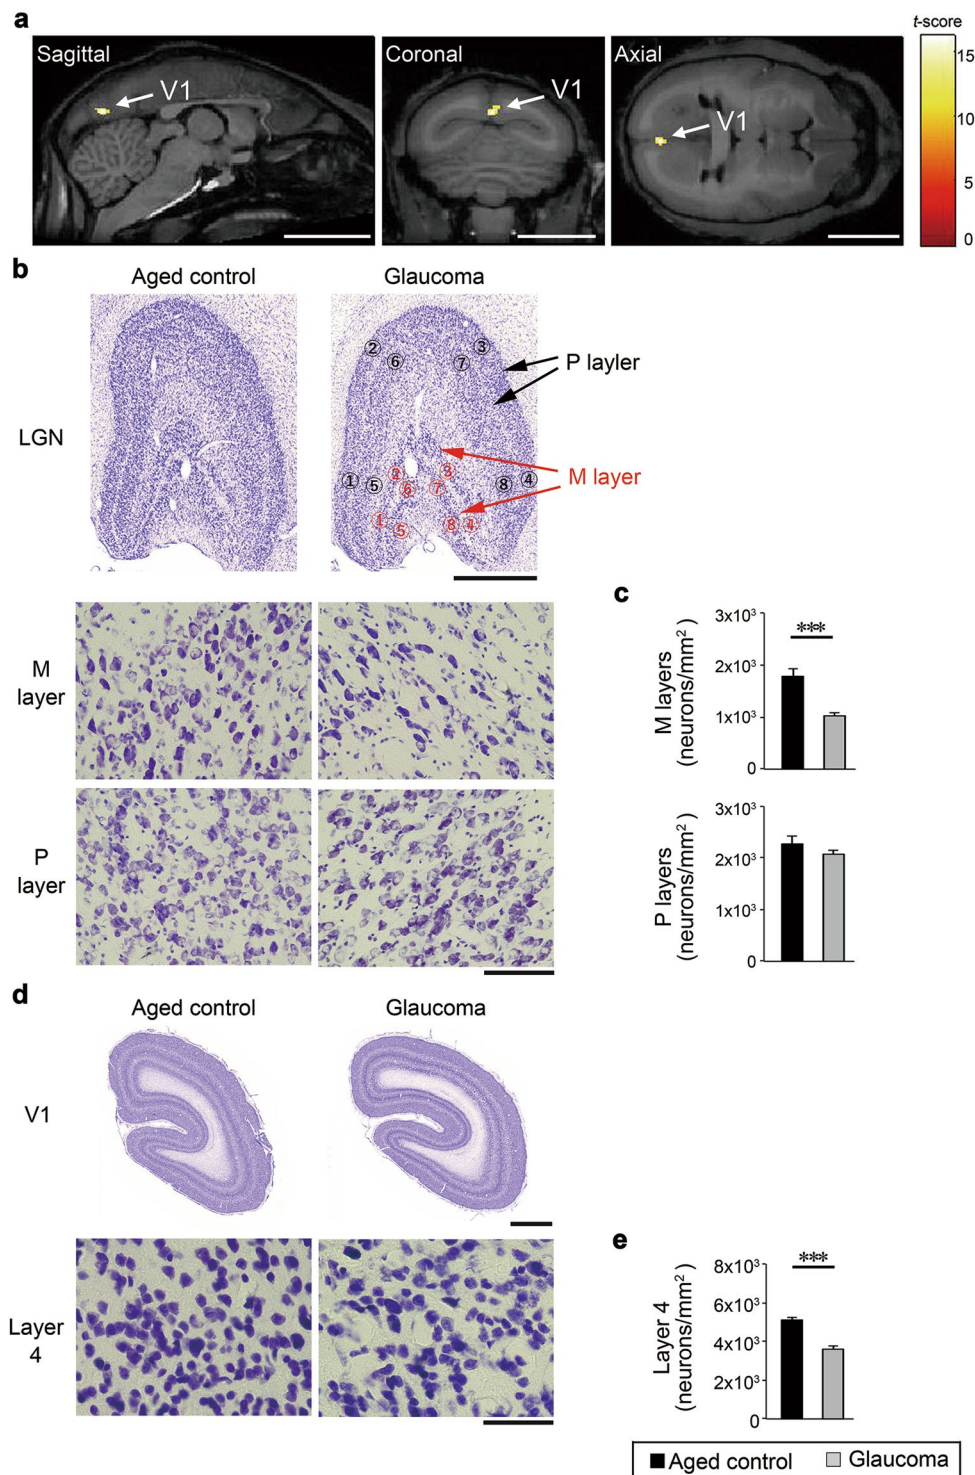 a
t-score
Sagittal
Coronal
Axial
V1
V1
V1
15
10
5
0
b
Aged control
Glaucoma
LGN
② ③
⑥ ⑦
P layler
M layer
② ③
① ⑤ ⑥ ⑦ ⑧ ④
① ⑤ ⑧ ④
M
layer
P
layer
c
M layers
(neurons/mm²)
3x10³
2x10³
1x10³
0
***
P layers
(neurons/mm²)
3x10³
2x10³
1x10³
0
d
Aged control
Glaucoma
V1
Layer
4
e
Layer 4
(neurons/mm²)
8x10³
6x10³
4x10³
2x10³
0
***
Aged control
Glaucoma